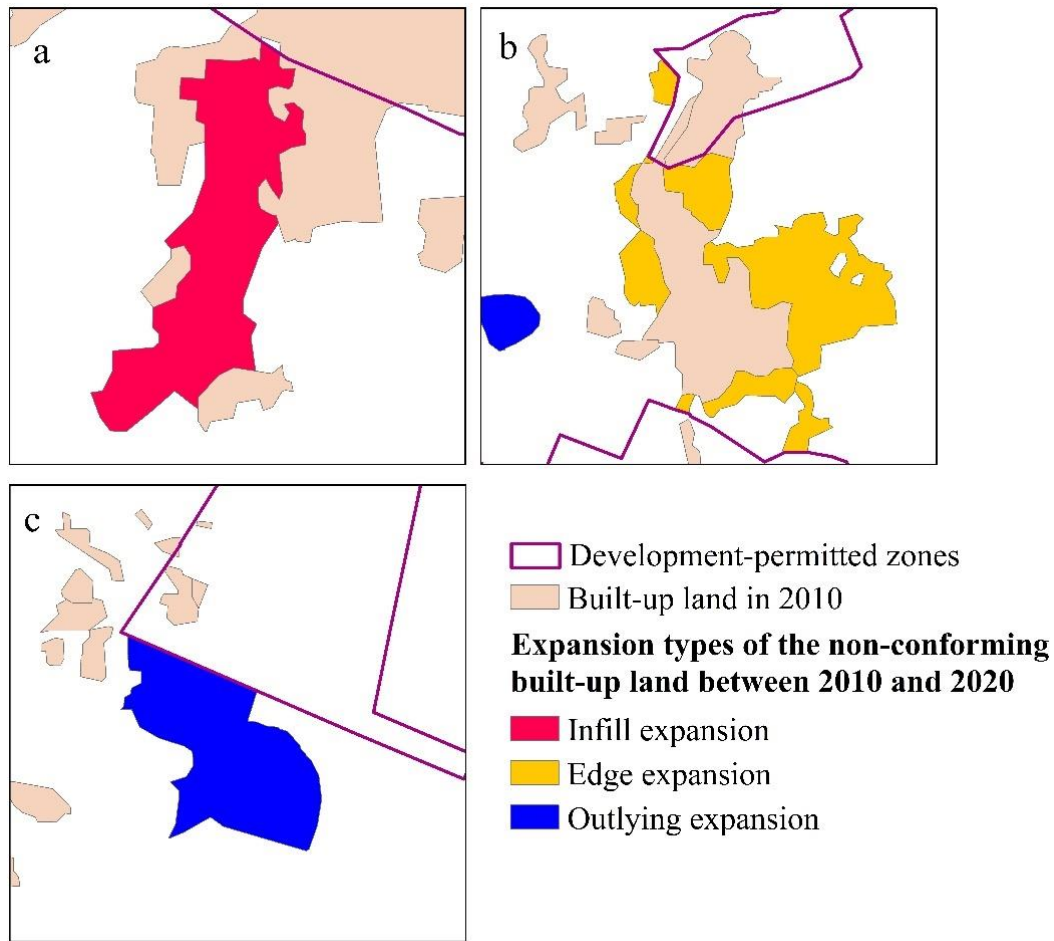 a
b
c
Development-permitted zones
Built-up land in 2010
Expansion types of the non-conforming
built-up land between 2010 and 2020
Infill expansion
Edge expansion
Outlying expansion